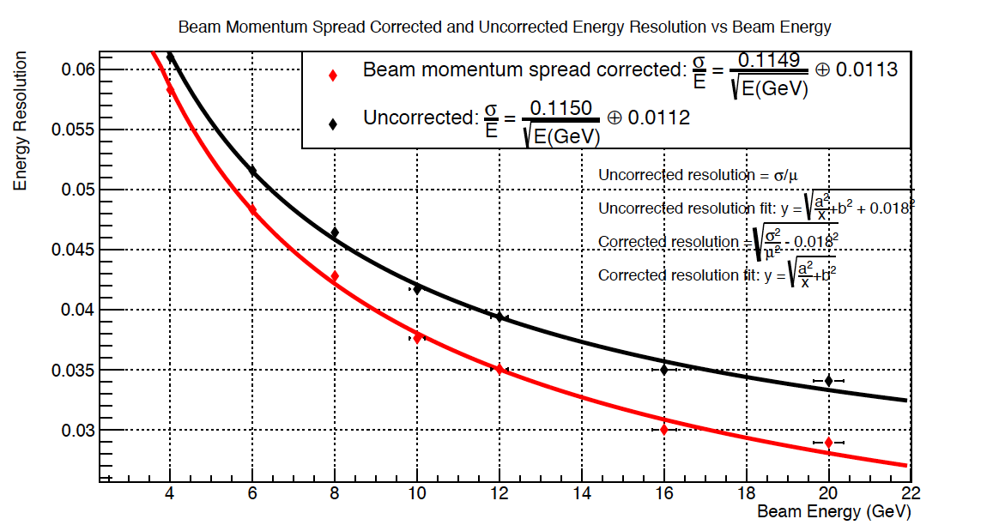 Beam Momentum Spread Corrected and Uncorrected Energy Resolution vs Beam Energy
Energy Resolution
0.06
0.055
0.05
0.045
0.04
0.035
0.03
Beam momentum spread corrected: σ/E = 0.1149/√E(GeV) ⊕ 0.0113
Uncorrected: σ/E = 0.1150/√E(GeV) ⊕ 0.0112
Uncorrected resolution = σ/μ
Uncorrected resolution fit: y = √(a²/x+b² + 0.018²)
Corrected resolution = √(σ²/μ² - 0.018²)
Corrected resolution fit: y = √(a²/x+b²)
4 6 8 10 12 14 16 18 20 22
Beam Energy (GeV)